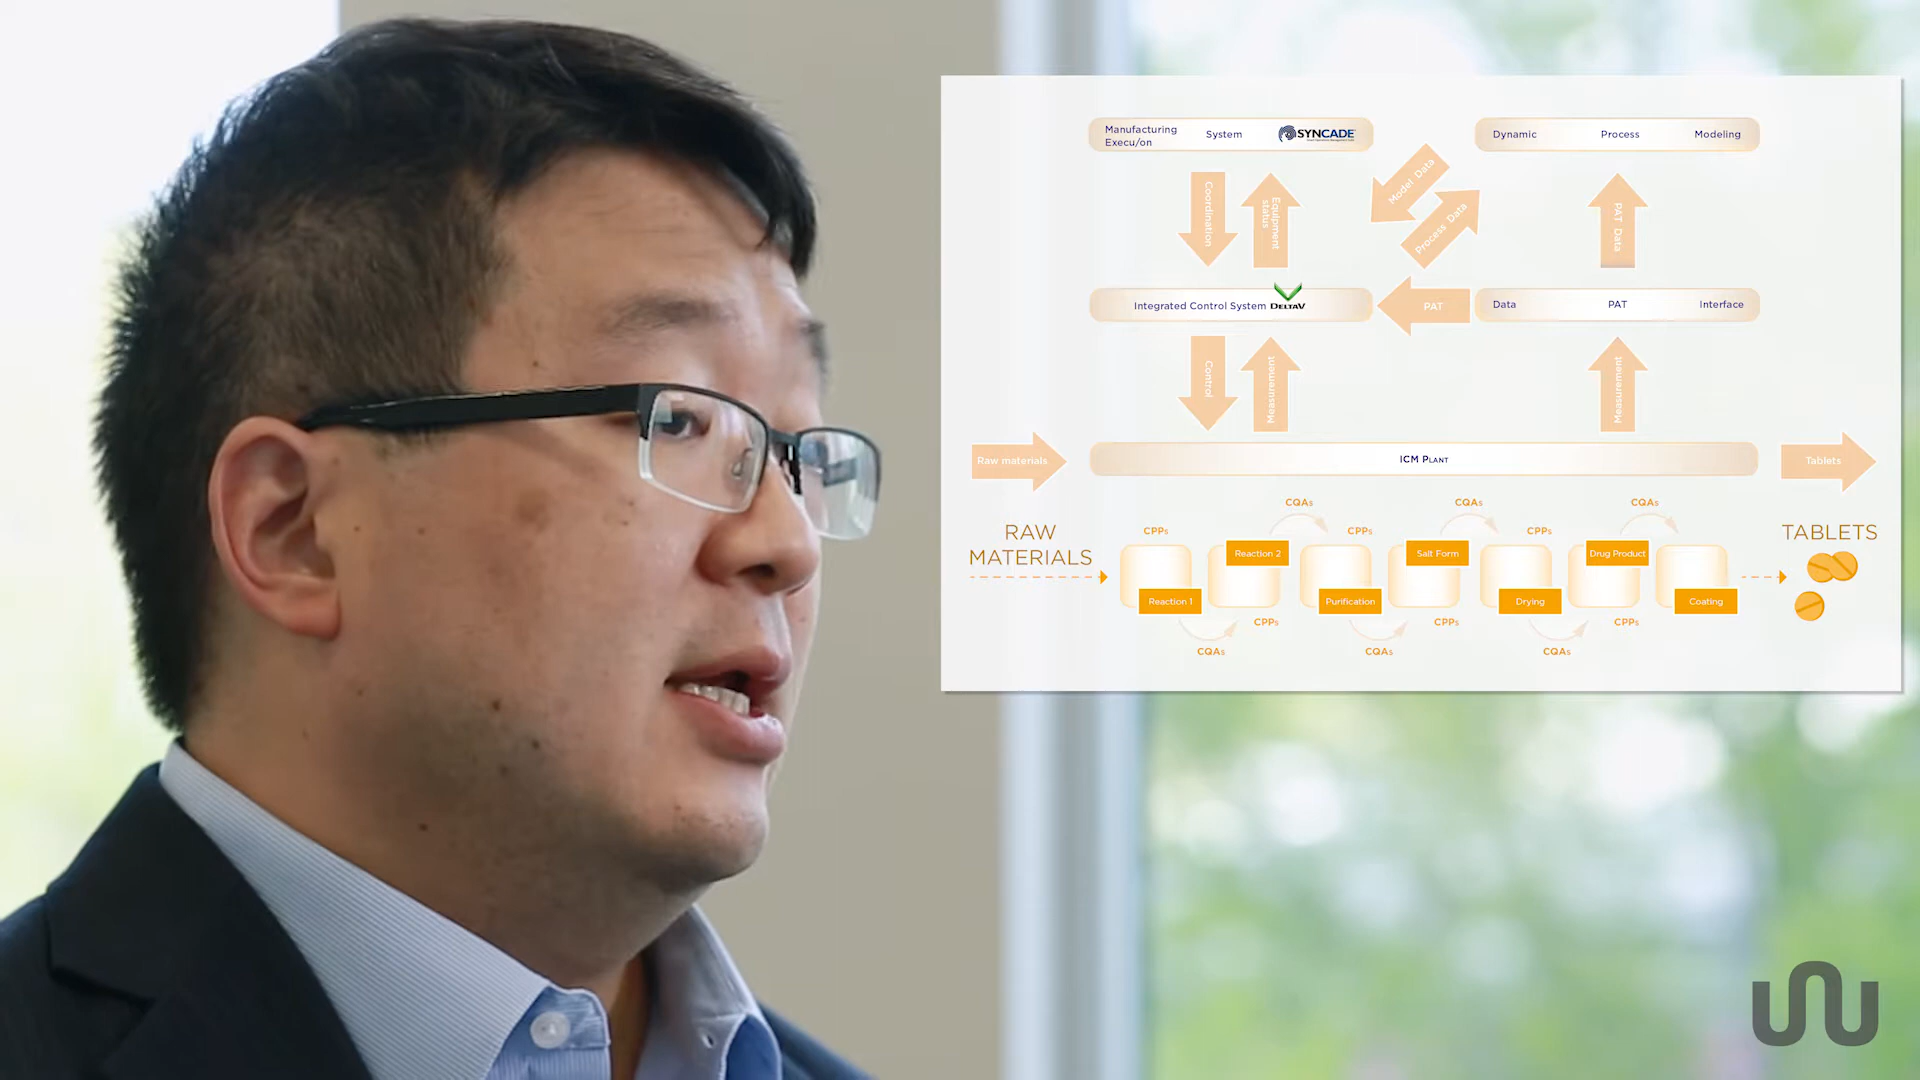 Manufacturing System SYNCADE
Execu/on
Dynamic Process Modeling
Coordination
Equipment
status
Model Data
Process Data
PAT Data
Integrated Control System DELTAV
PAT
Data PAT Interface
Control
Measurement
Measurement
Raw materials
ICM PLANT
Tablets
CQAs CQAs CQAs
CPPs CPPs CPPs
RAW
MATERIALS
TABLETS
Reaction 2 Salt Form Drug Product
Reaction 1 Purification Drying Coating
CPPs CPPs CPPs
CQAs CQAs CQAs